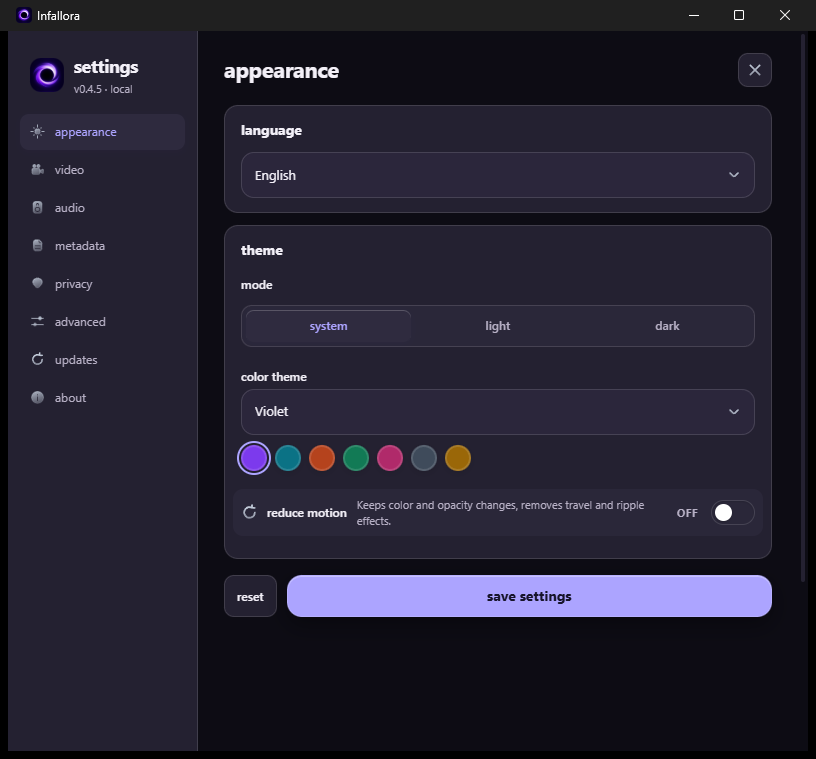 Infallora
settings
v0.4.5 · local
appearance
video
audio
metadata
privacy
advanced
updates
about
appearance
language
English
theme
mode
system light dark
color theme
Violet
reduce motion
Keeps color and opacity changes, removes travel and ripple
effects.
OFF
reset
save settings